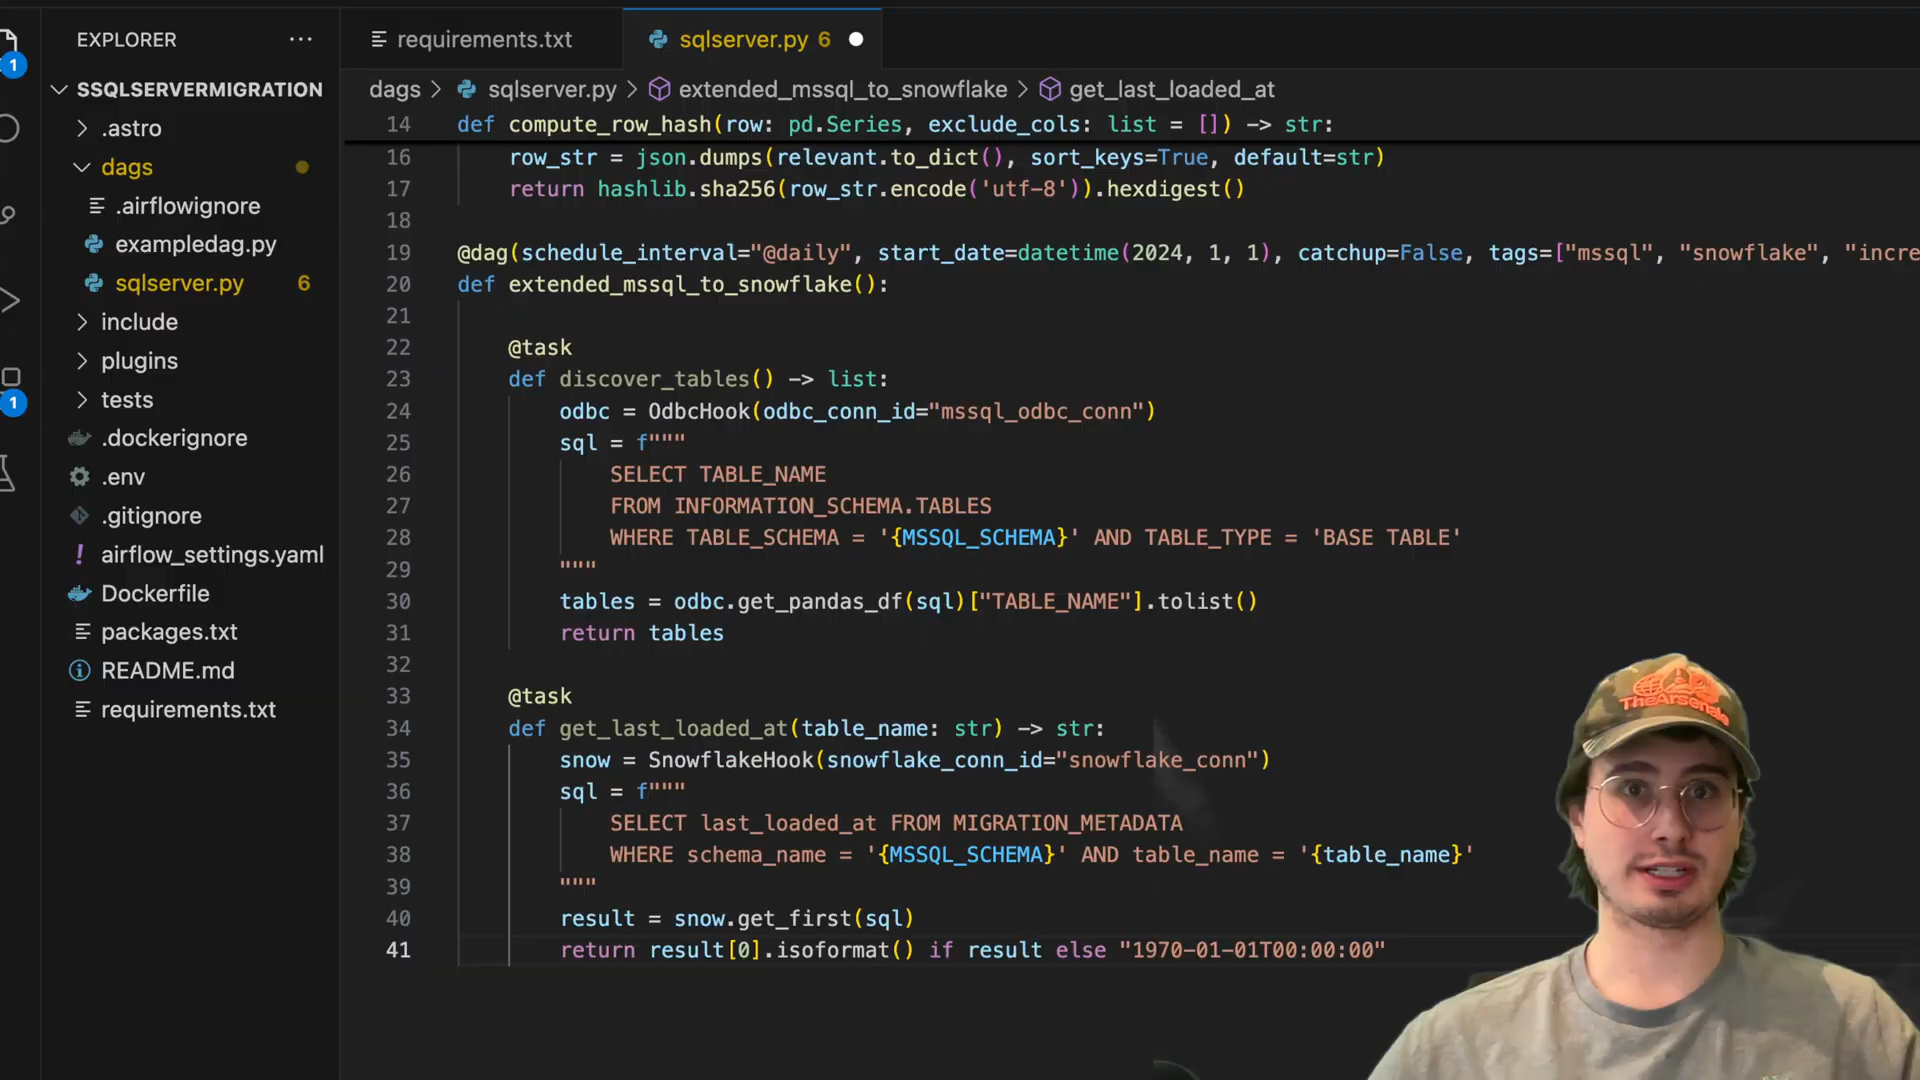 EXPLORER
SSQLSERVERMIGRATION
.astro
dags
.airflowignore
exampledag.py
sqlserver.py 6
include
plugins
tests
.dockerignore
.env
.gitignore
airflow_settings.yaml
Dockerfile
packages.txt
README.md
requirements.txt
1
1
requirements.txt
sqlserver.py 6
dags > sqlserver.py > extended_mssql_to_snowflake > get_last_loaded_at
14 def compute_row_hash(row: pd.Series, exclude_cols: list = []) -> str:
16 row_str = json.dumps(relevant.to_dict(), sort_keys=True, default=str)
17 return hashlib.sha256(row_str.encode('utf-8')).hexdigest()
18
19 @dag(schedule_interval="@daily", start_date=datetime(2024, 1, 1), catchup=False, tags=["mssql", "snowflake", "incre
20 def extended_mssql_to_snowflake():
21
22 @task
23 def discover_tables() -> list:
24 odbc = OdbcHook(odbc_conn_id="mssql_odbc_conn")
25 sql = f"""
26 SELECT TABLE_NAME
27 FROM INFORMATION_SCHEMA.TABLES
28 WHERE TABLE_SCHEMA = '{MSSQL_SCHEMA}' AND TABLE_TYPE = 'BASE TABLE'
29 """
30 tables = odbc.get_pandas_df(sql)["TABLE_NAME"].tolist()
31 return tables
32
33 @task
34 def get_last_loaded_at(table_name: str) -> str:
35 snow = SnowflakeHook(snowflake_conn_id="snowflake_conn")
36 sql = f"""
37 SELECT last_loaded_at FROM MIGRATION_METADATA
38 WHERE schema_name = '{MSSQL_SCHEMA}' AND table_name = '{table_name}'
39 """
40 result = snow.get_first(sql)
41 return result[0].isoformat() if result else "1970-01-01T00:00:00"
TheArsenale